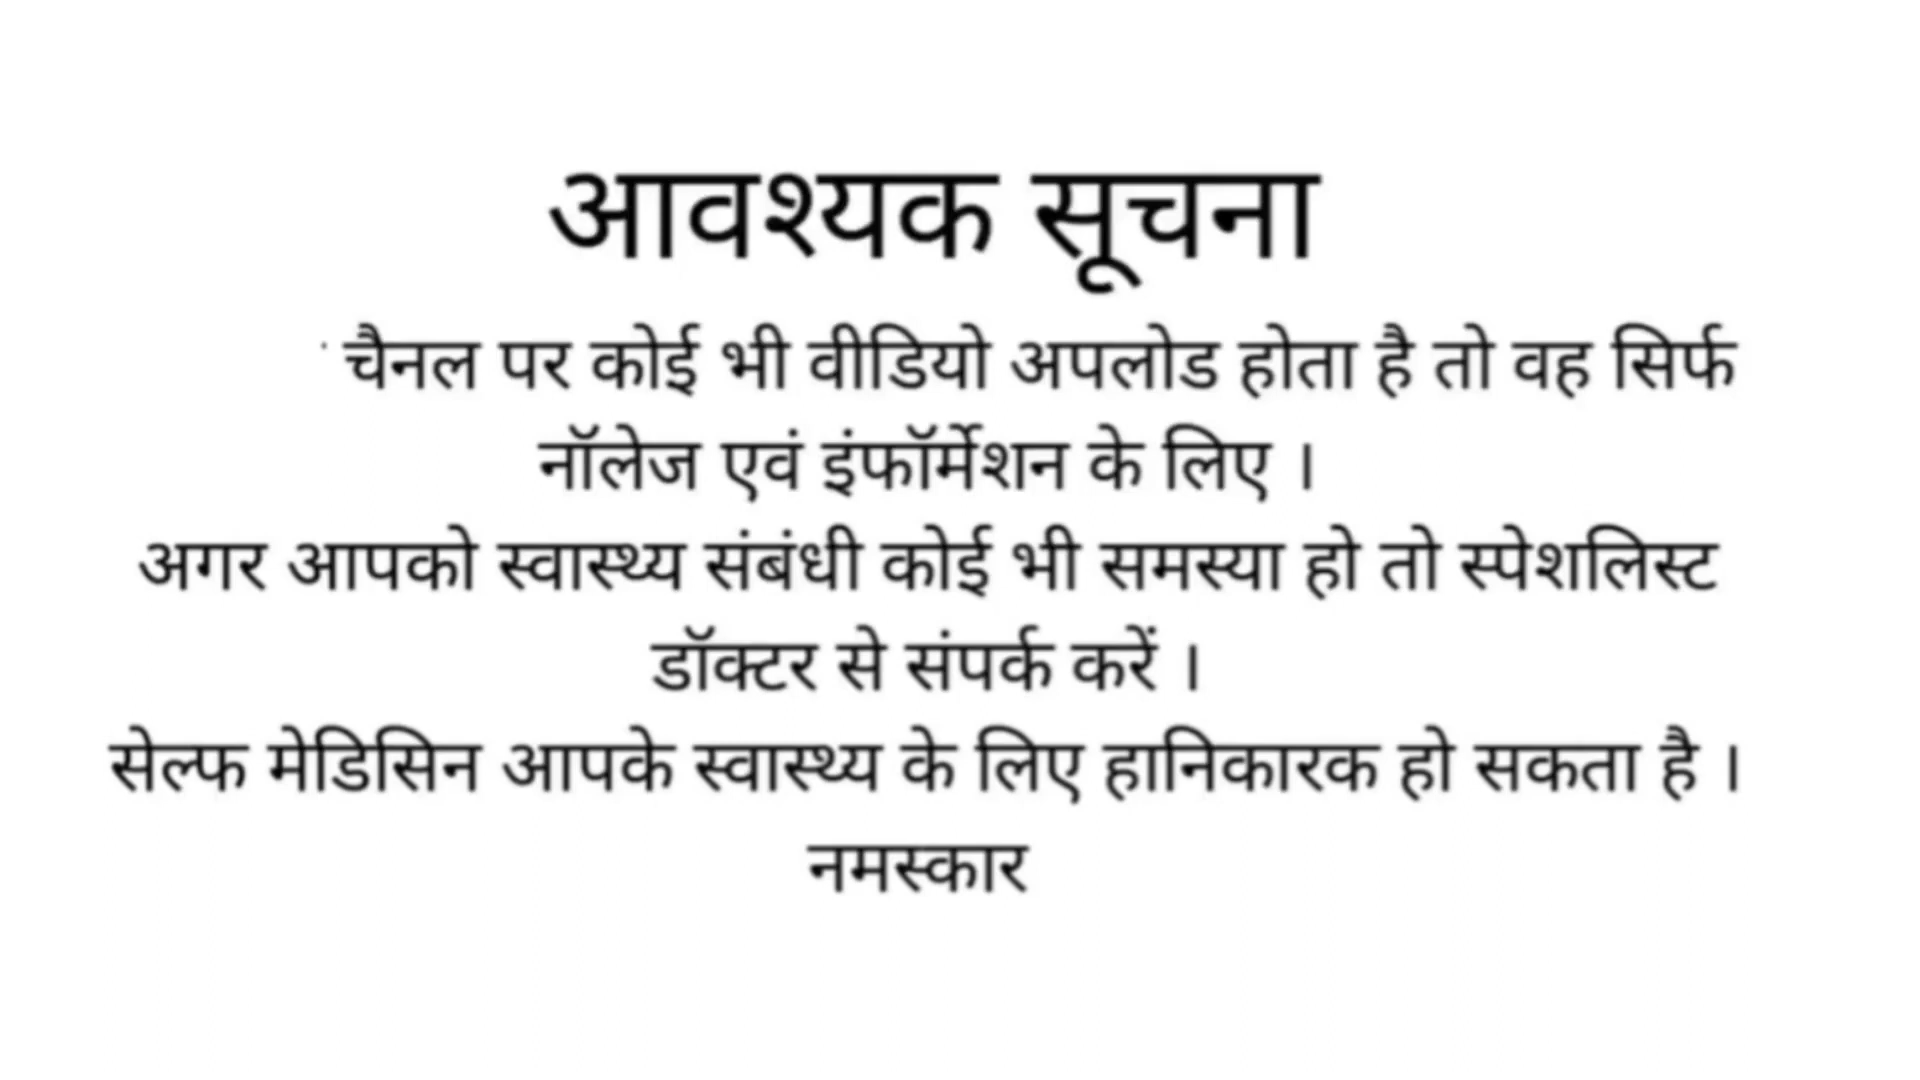 आवश्यक सूचना
चैनल पर कोई भी वीडियो अपलोड होता है तो वह सिर्फ
नॉलेज एवं इंफॉर्मेशन के लिए ।
अगर आपको स्वास्थ्य संबंधी कोई भी समस्या हो तो स्पेशलिस्ट
डॉक्टर से संपर्क करें ।
सेल्फ मेडिसिन आपके स्वास्थ्य के लिए हानिकारक हो सकता है ।
नमस्कार